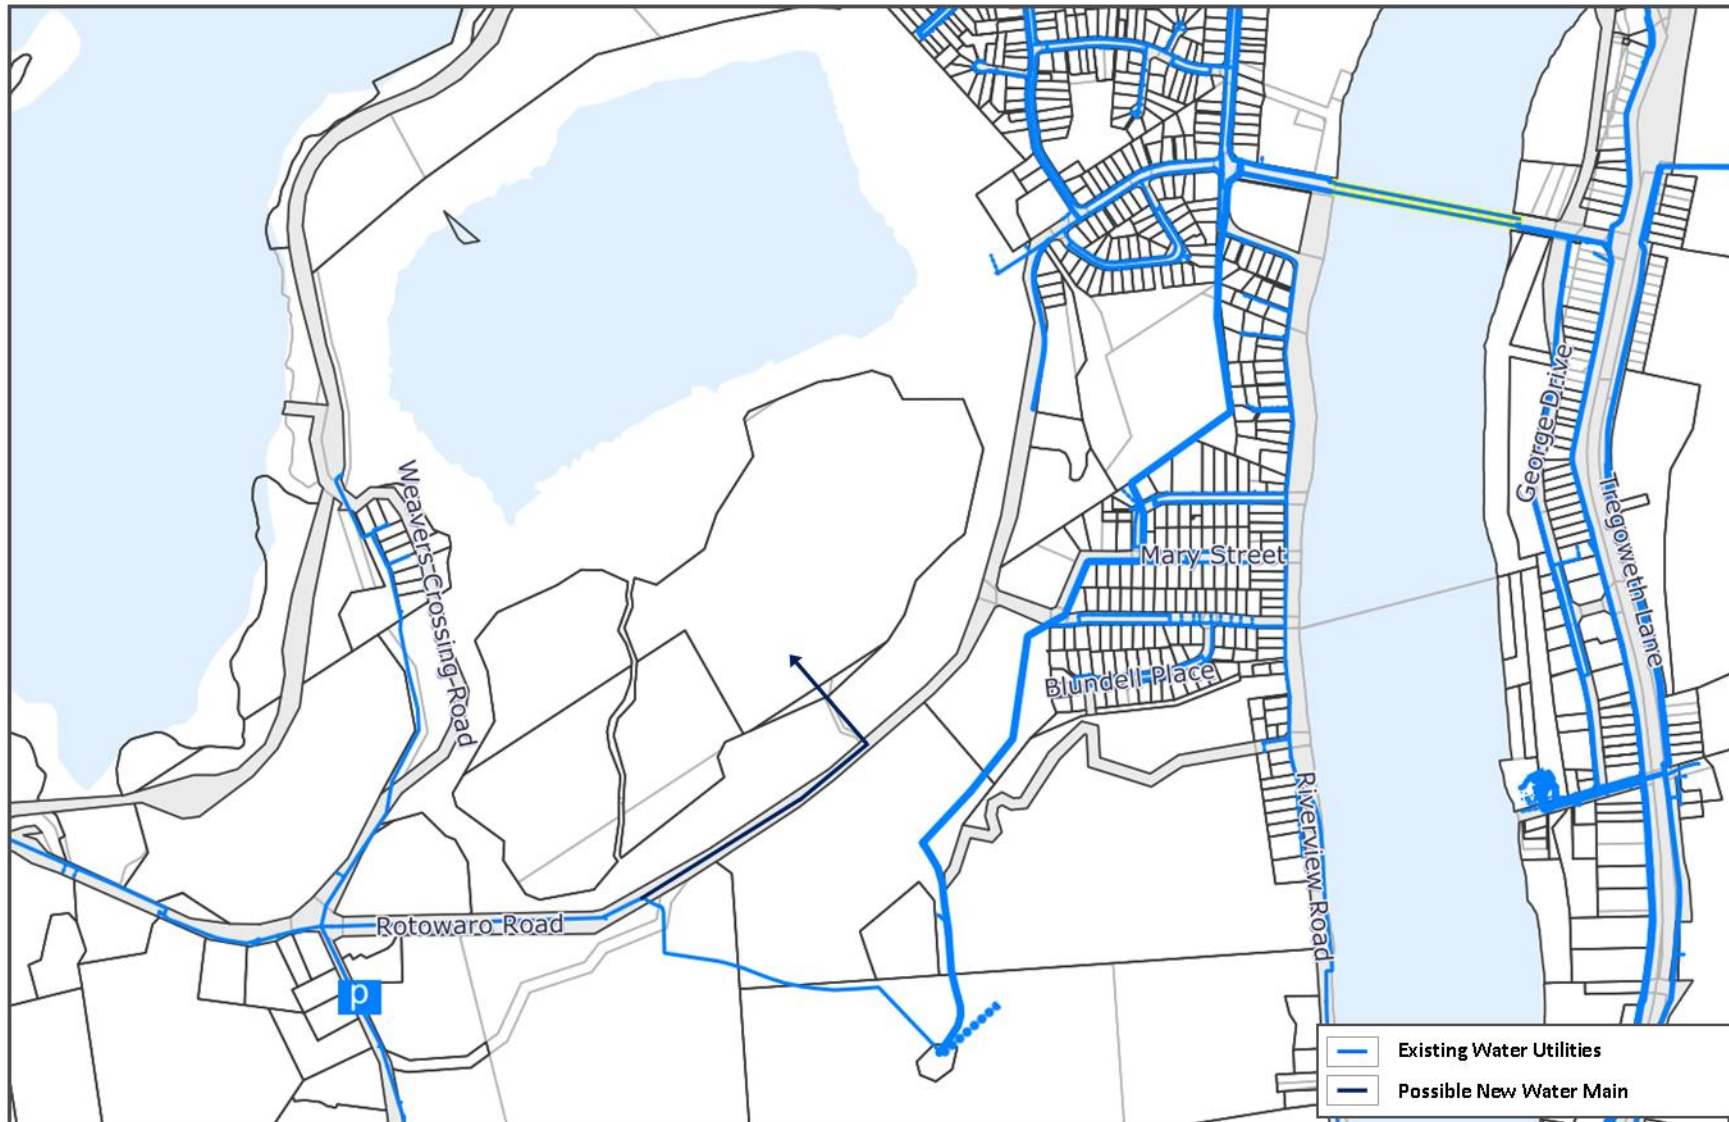 George Drive
Weavers Crossing Road
Tregoweth Lane
Mary Street
Blundell Place
Riverview Road
Rotowaro Road
p
Existing Water Utilities
Possible New Water Main